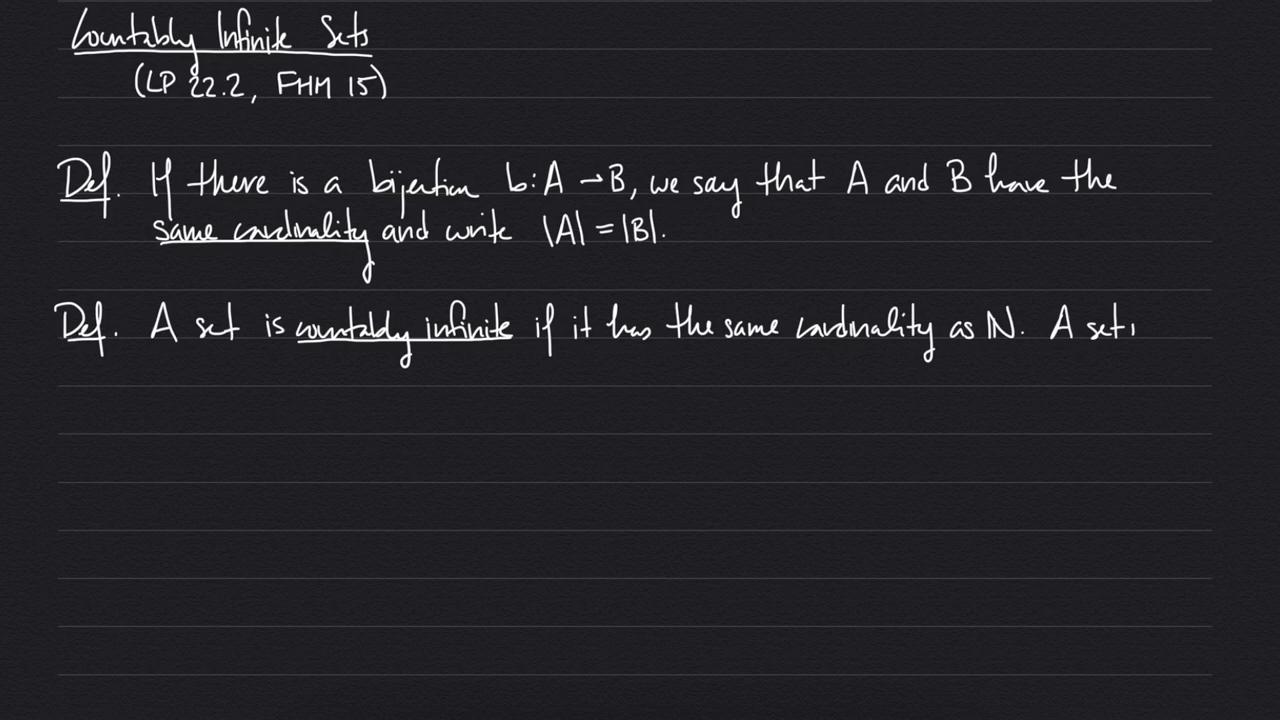 Countably Infinite Sets
(LP 22.2, FHM 15)
Def. If there is a bijection b: A → B, we say that A and B have the
same cardinality and write |A| = |B|.
Def. A set is countably infinite if it has the same cardinality as N. A set